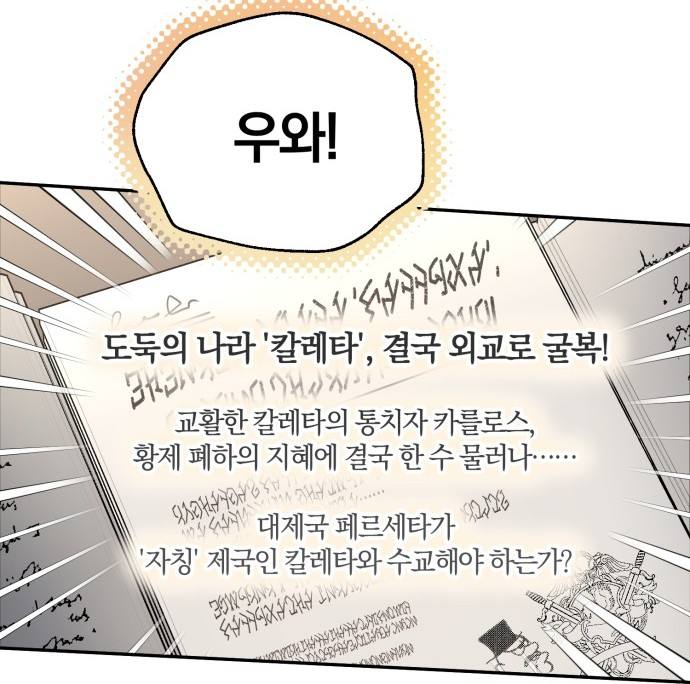 우와!
도둑의 나라 '칼레타', 결국 외교로 굴복!
교활한 칼레타의 통치자 카를로스,
황제 폐하의 지혜에 결국 한 수 물러나……
대제국 페르세타가
'자칭' 제국인 칼레타와 수교해야 하는가?